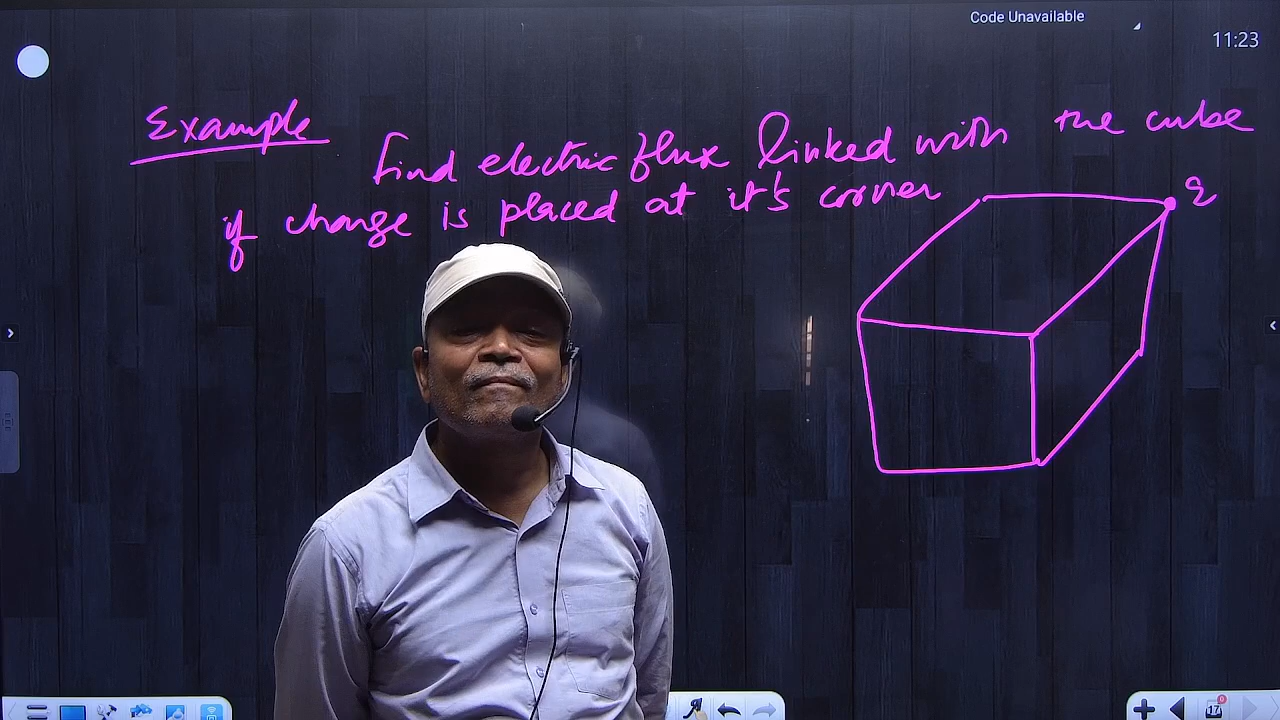 Code Unavailable
11:23
Example
Find electric flux linked with the cube
if charge is placed at it's corner
q
17